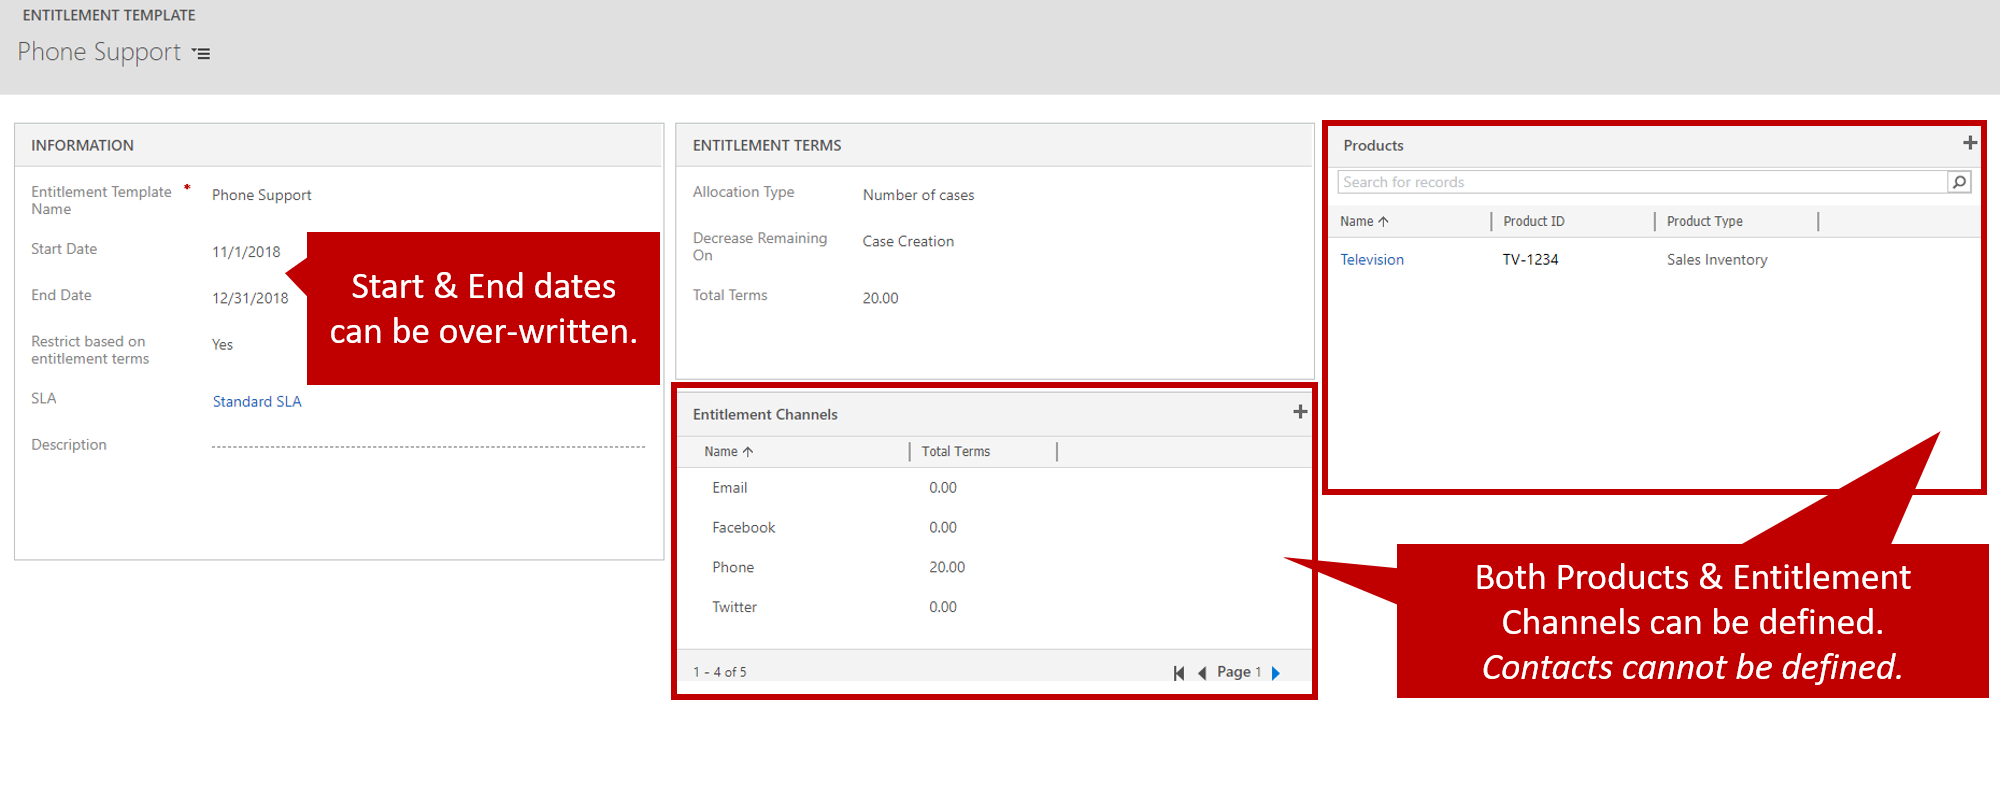 ENTITLEMENT TEMPLATE
Phone Support
INFORMATION
Entitlement Template Name * Phone Support
Start Date 11/1/2018
End Date 12/31/2018
Restrict based on entitlement terms Yes
SLA Standard SLA
Description
Start & End dates
can be over-written.
ENTITLEMENT TERMS
Allocation Type Number of cases
Decrease Remaining On Case Creation
Total Terms 20.00
Entitlement Channels
Name Total Terms
Email 0.00
Facebook 0.00
Phone 20.00
Twitter 0.00
1 - 4 of 5 Page 1
Products
Search for records
Name Product ID Product Type
Television TV-1234 Sales Inventory
Both Products & Entitlement
Channels can be defined.
Contacts cannot be defined.